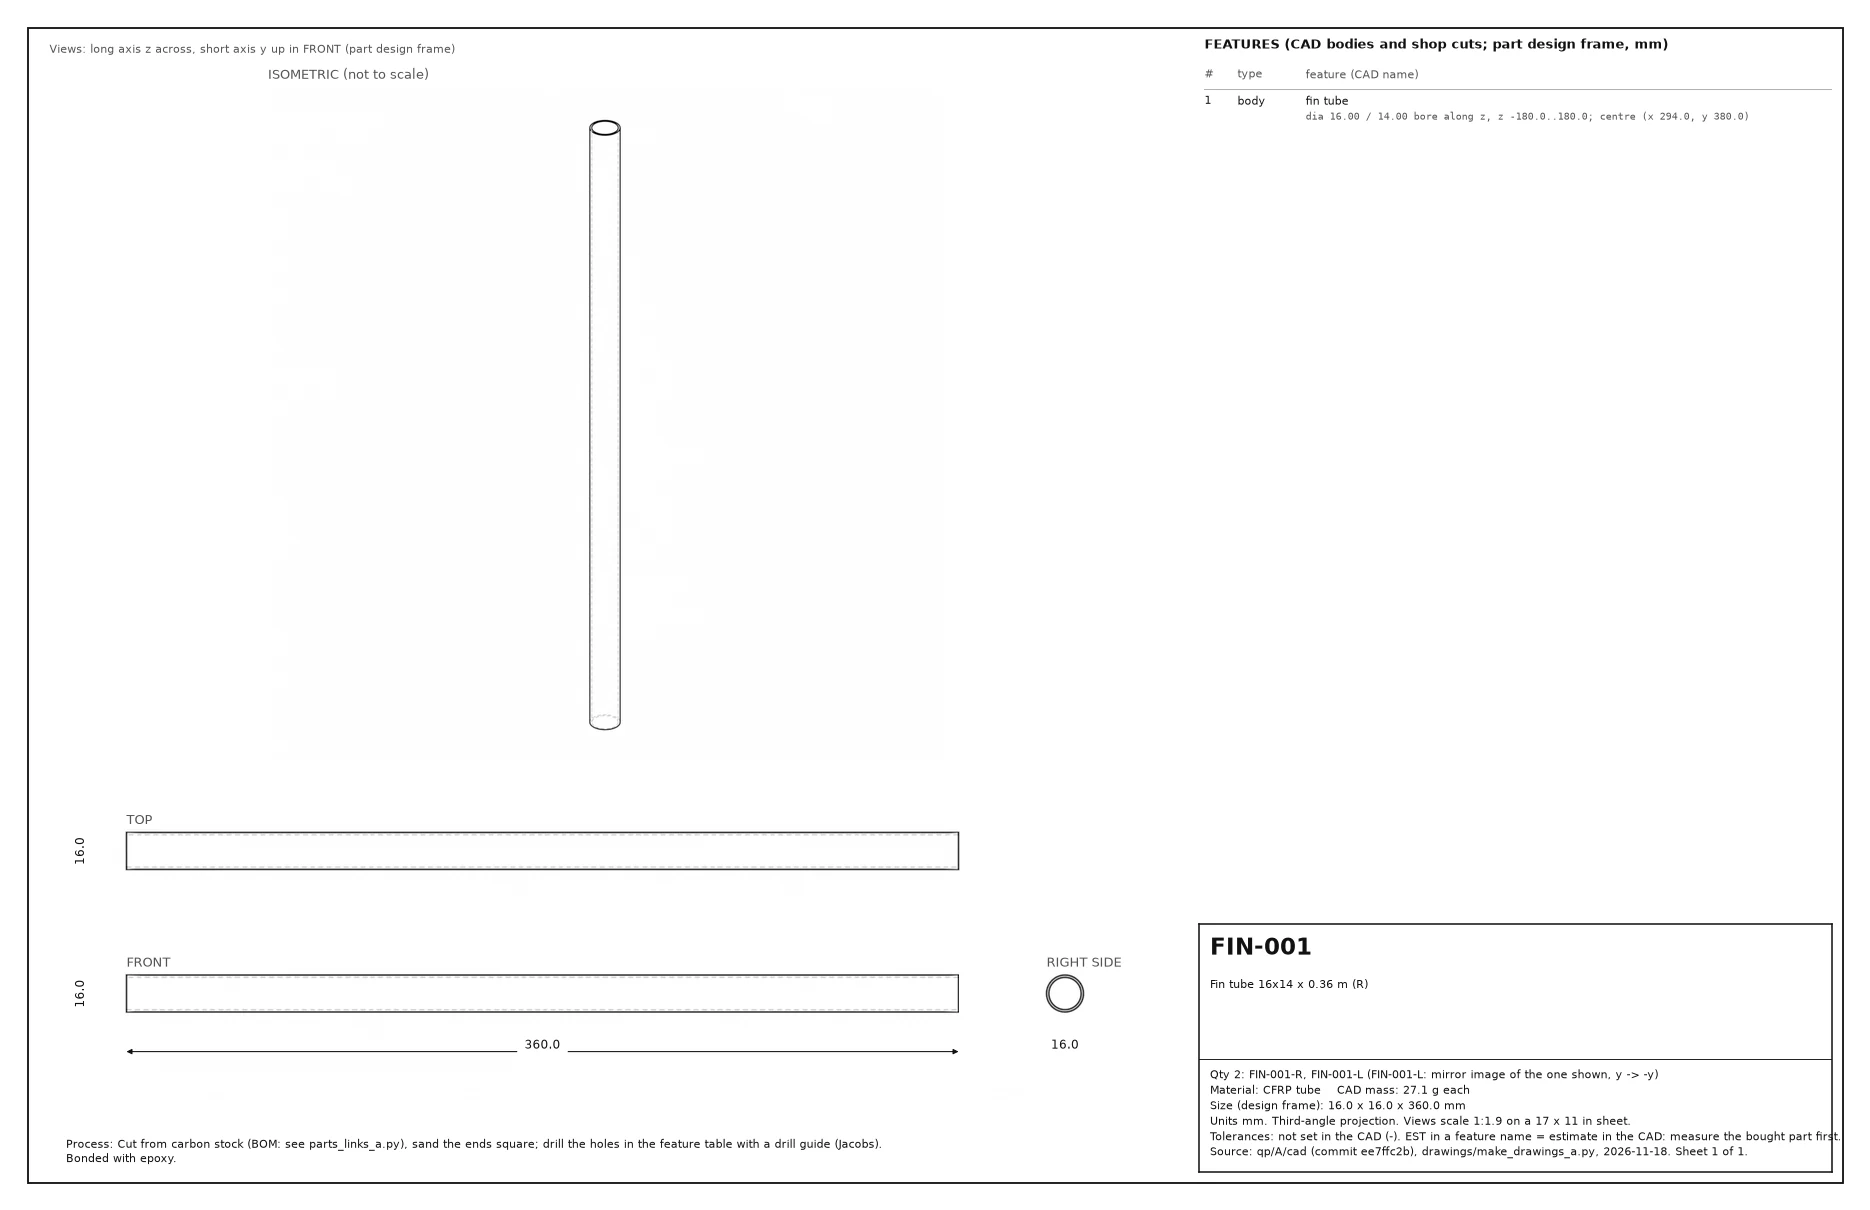 Views: long axis z across, short axis y up in FRONT (part design frame)
ISOMETRIC (not to scale)
FEATURES (CAD bodies and shop cuts; part design frame, mm)
# type feature (CAD name)
1 body fin tube
dia 16.00 / 14.00 bore along z, z -180.0..180.0; centre (x 294.0, y 380.0)
TOP
16.0
FRONT
16.0
360.0
RIGHT SIDE
16.0
Process: Cut from carbon stock (BOM: see parts_links_a.py), sand the ends square; drill the holes in the feature table with a drill guide (Jacobs).
Bonded with epoxy.
FIN-001
Fin tube 16x14 x 0.36 m (R)
Qty 2: FIN-001-R, FIN-001-L (FIN-001-L: mirror image of the one shown, y -> -y)
Material: CFRP tube CAD mass: 27.1 g each
Size (design frame): 16.0 x 16.0 x 360.0 mm
Units mm. Third-angle projection. Views scale 1:1.9 on a 17 x 11 in sheet.
Tolerances: not set in the CAD (-). EST in a feature name = estimate in the CAD: measure the bought part first.
Source: qp/A/cad (commit ee7ffc2b), drawings/make_drawings_a.py, 2026-11-18. Sheet 1 of 1.